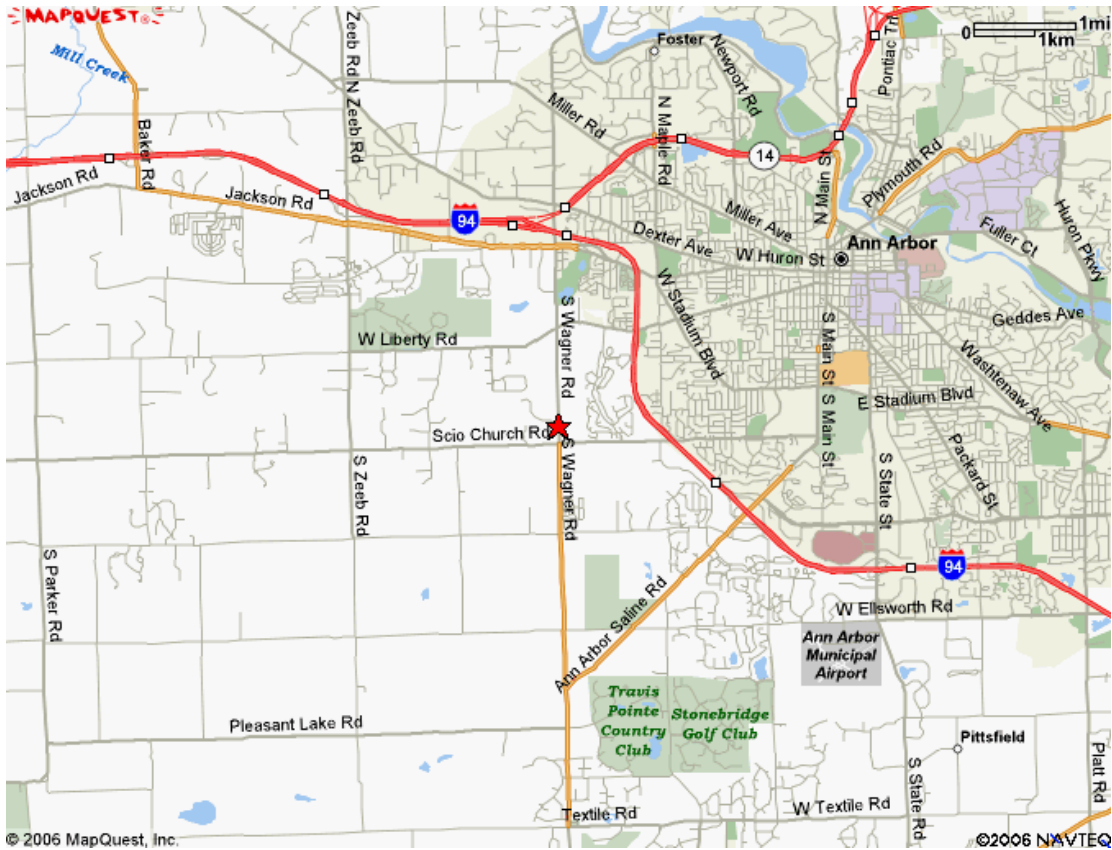 MAPQUEST®
Mill Creek
Zeeb Rd
N Zeeb Rd
Baker Rd
Jackson Rd
Jackson Rd
94
Foster
Newport Rd
Miller Rd
N Maple Rd
14
Pontiac Trl
0 1mi
1km
N Main St
Plymouth Rd
Miller Ave
Dexter Ave
W Huron St
Ann Arbor
Fuller Ct
Huron Pkwy
Geddes Ave
Washtenaw Ave
W Stadium Blvd
S Main St
S Main St
E Stadium Blvd
Packard St
S State St
W Liberty Rd
S Wagner Rd
Scio Church Rd
S Wagner Rd
S Zeeb Rd
S Parker Rd
94
W Ellsworth Rd
Ann Arbor
Municipal
Airport
Ann Arbor Saline Rd
Travis
Pointe
Country
Club
Stonebridge
Golf Club
Pleasant Lake Rd
Pittsfield
S State Rd
Platt Rd
Textile Rd
W Textile Rd
© 2006 MapQuest, Inc.
©2006 NAVTEQ